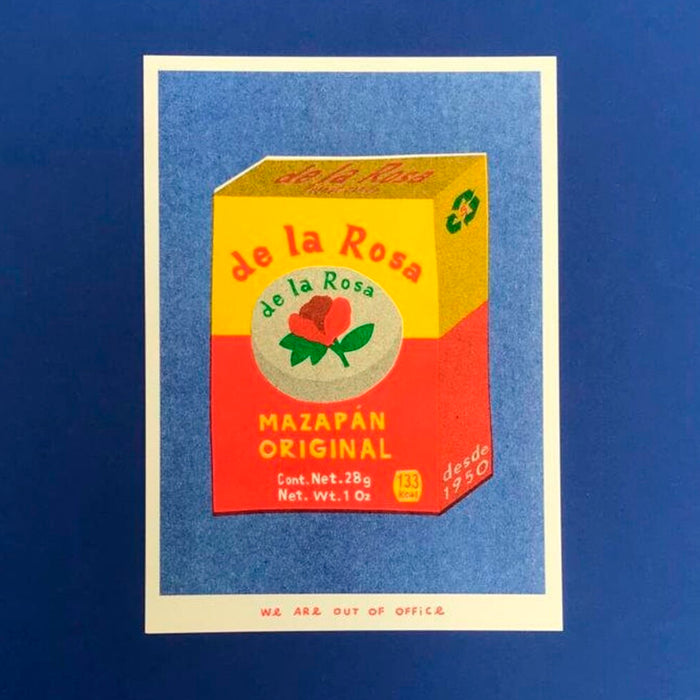 de la Rosa
de la Rosa
de la Rosa
MAZAPÁN
ORIGINAL
Cont. Net. 28g
Net. Wt. 1 Oz
133
kcal
desde
1950
WE ARE OUT OF OFFICE